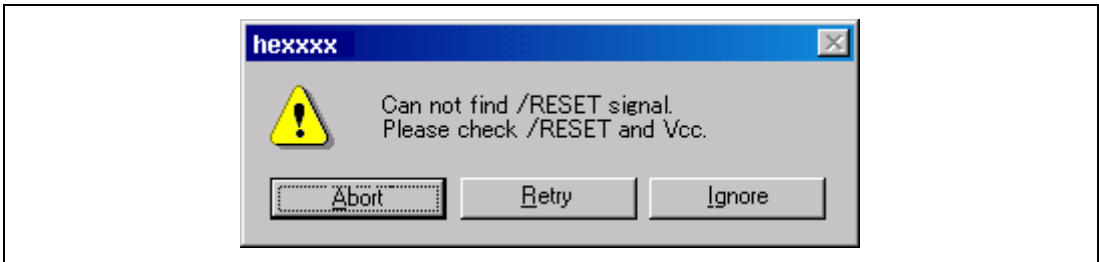 hexxxx
Can not find /RESET signal.
Please check /RESET and Vcc.
Abort Retry Ignore